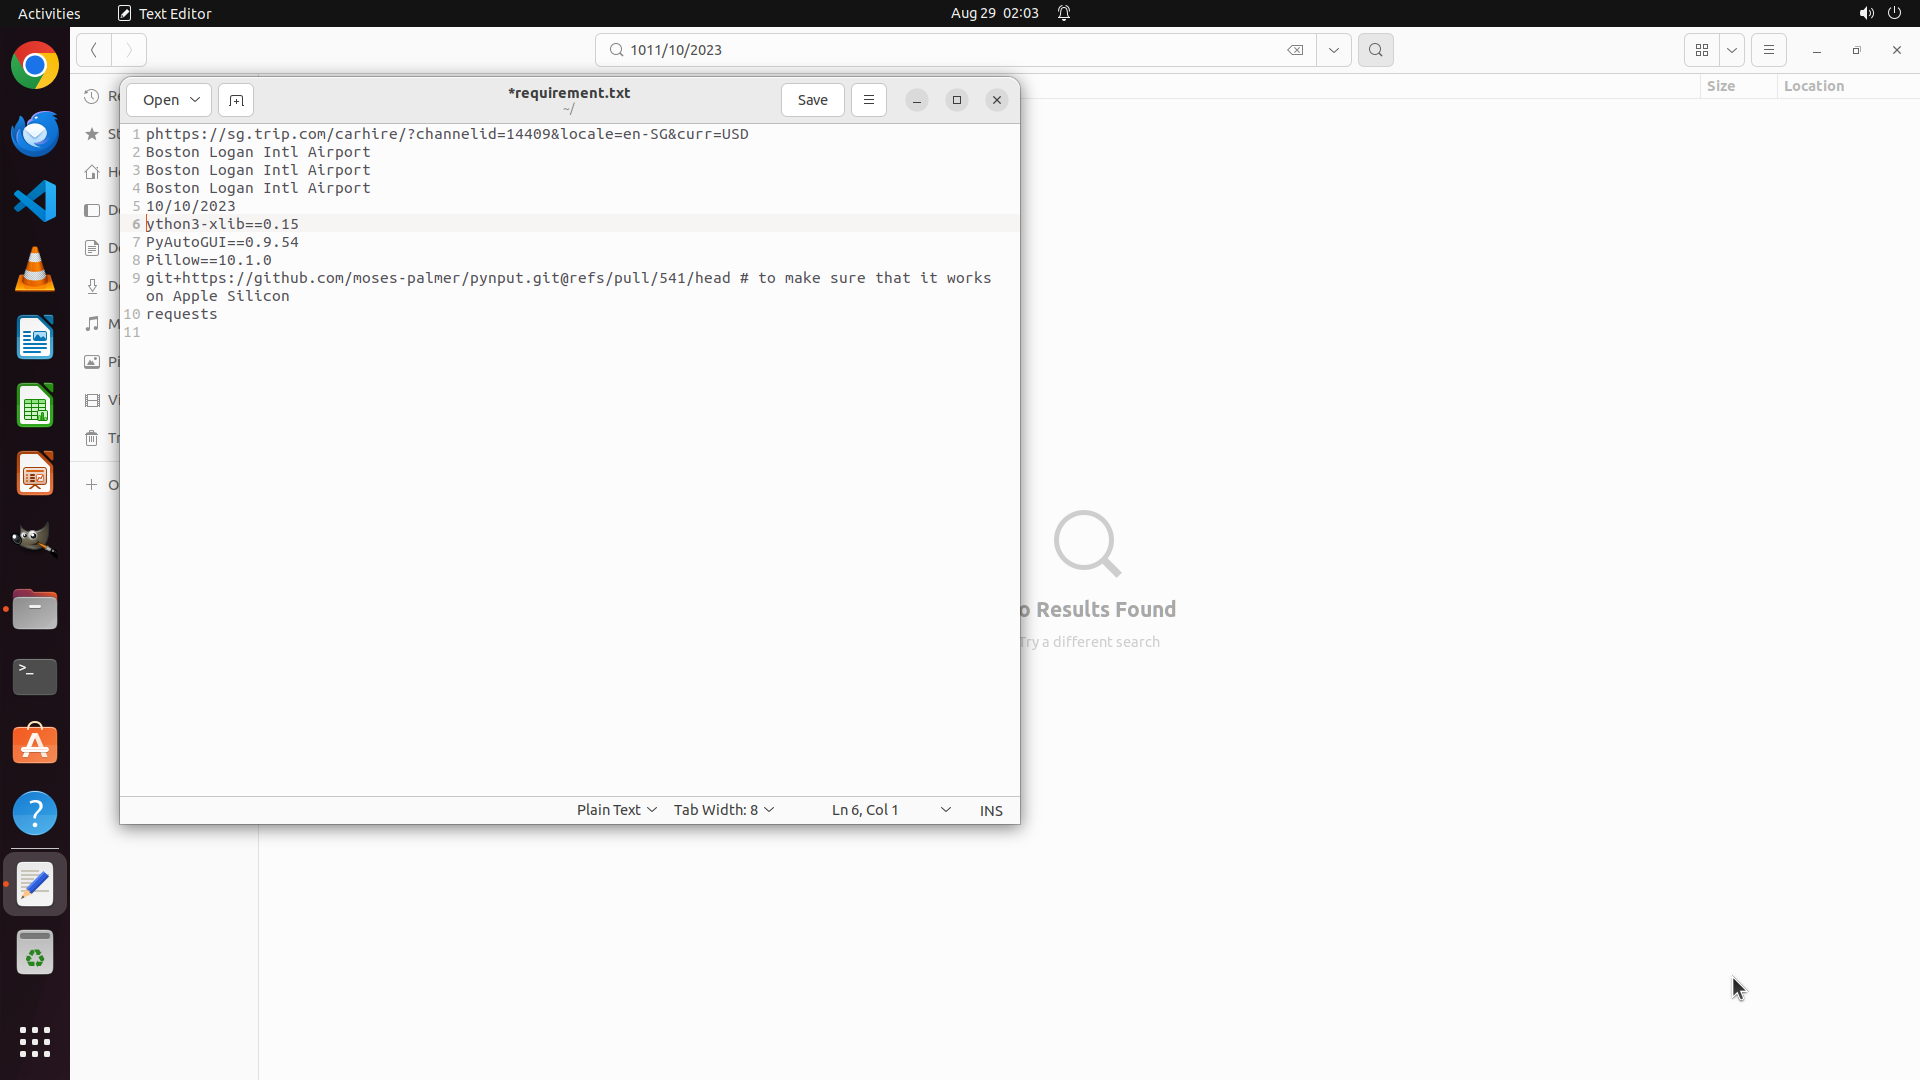 Activities
Text Editor
Aug 29 02:03
1011/10/2023
Open
*requirement.txt
~/
Save
Size
Location
1 phttps://sg.trip.com/carhire/?channelid=14409&locale=en-SG&curr=USD
2 Boston Logan Intl Airport
3 Boston Logan Intl Airport
4 Boston Logan Intl Airport
5 10/10/2023
6 ython3-xlib==0.15
7 PyAutoGUI==0.9.54
8 Pillow==10.1.0
9 git+https://github.com/moses-palmer/pynput.git@refs/pull/541/head # to make sure that it works
on Apple Silicon
10 requests
11
Re
St
Ho
Do
Do
Do
M
Pi
Vi
Tr
O
o Results Found
Try a different search
Plain Text
Tab Width: 8
Ln 6, Col 1
INS